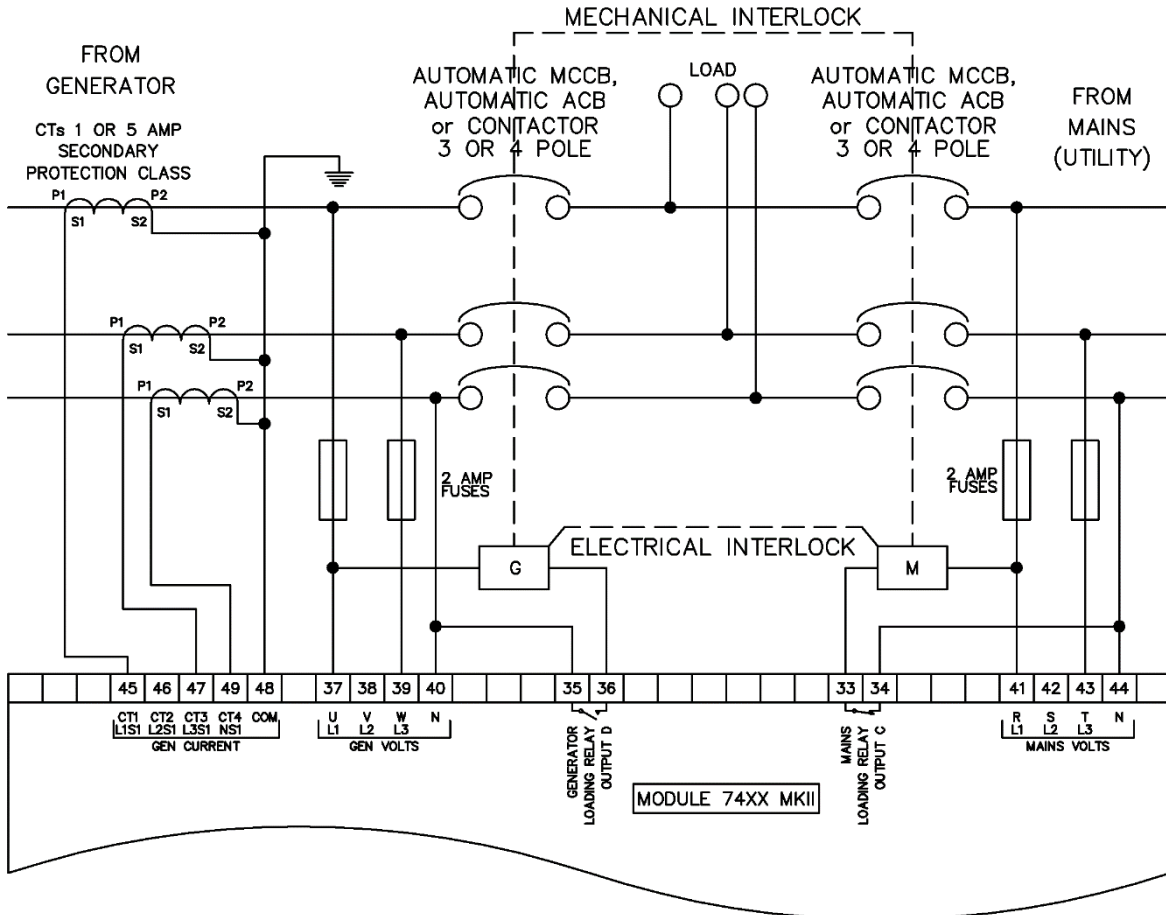 MECHANICAL INTERLOCK
FROM
GENERATOR
CTs 1 OR 5 AMP
SECONDARY
PROTECTION CLASS
AUTOMATIC MCCB,
AUTOMATIC ACB
or CONTACTOR
3 OR 4 POLE
LOAD
AUTOMATIC MCCB,
AUTOMATIC ACB
or CONTACTOR
3 OR 4 POLE
FROM
MAINS
(UTILITY)
P1 P2
S1 S2
P1 P2
S1 S2
P1 P2
S1 S2
2 AMP
FUSES
2 AMP
FUSES
ELECTRICAL INTERLOCK
G
M
45 46 47 49 48 37 38 39 40 35 36 33 34 41 42 43 44
CT1 CT2 CT3 CT4 COM
L1S1 L2S1 L3S1 NS1
GEN CURRENT
U V W N
L1 L2 L3
GEN VOLTS
GENERATOR
LOADING RELAY
OUTPUT D
MAINS
LOADING RELAY
OUTPUT C
R S T N
L1 L2 L3
MAINS VOLTS
MODULE 74XX MKII